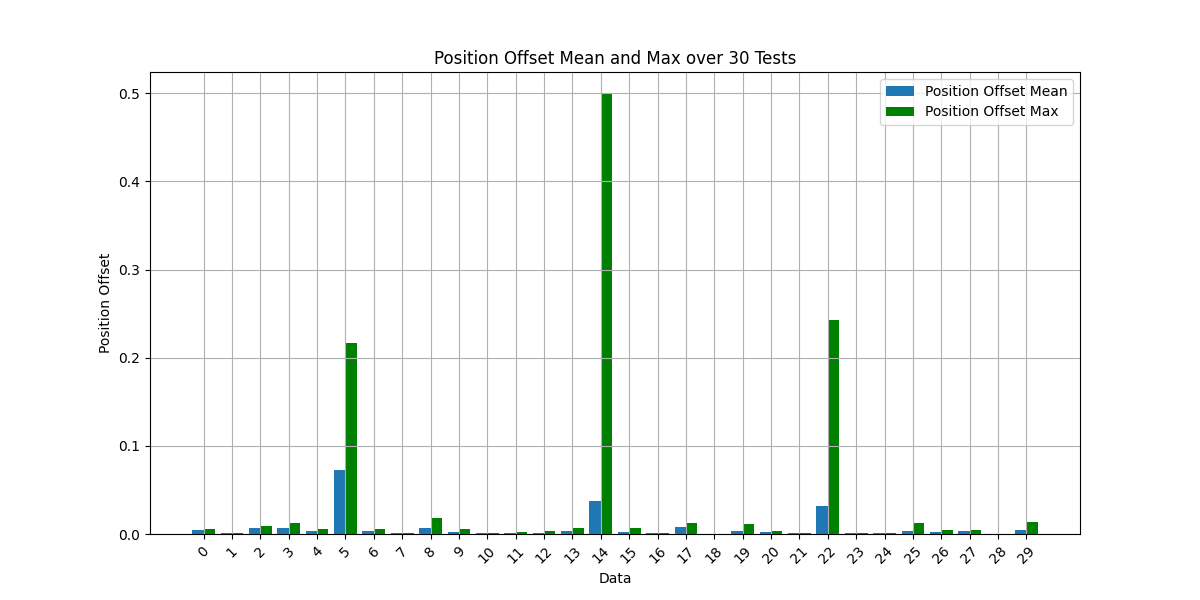 Position Offset Mean and Max over 30 Tests
Position Offset Mean
Position Offset Max
0.5
0.4
0.3
0.2
0.1
0.0
Position Offset
0 1 2 3 4 5 6 7 8 9 10 11 12 13 14 15 16 17 18 19 20 21 22 23 24 25 26 27 28 29
Data